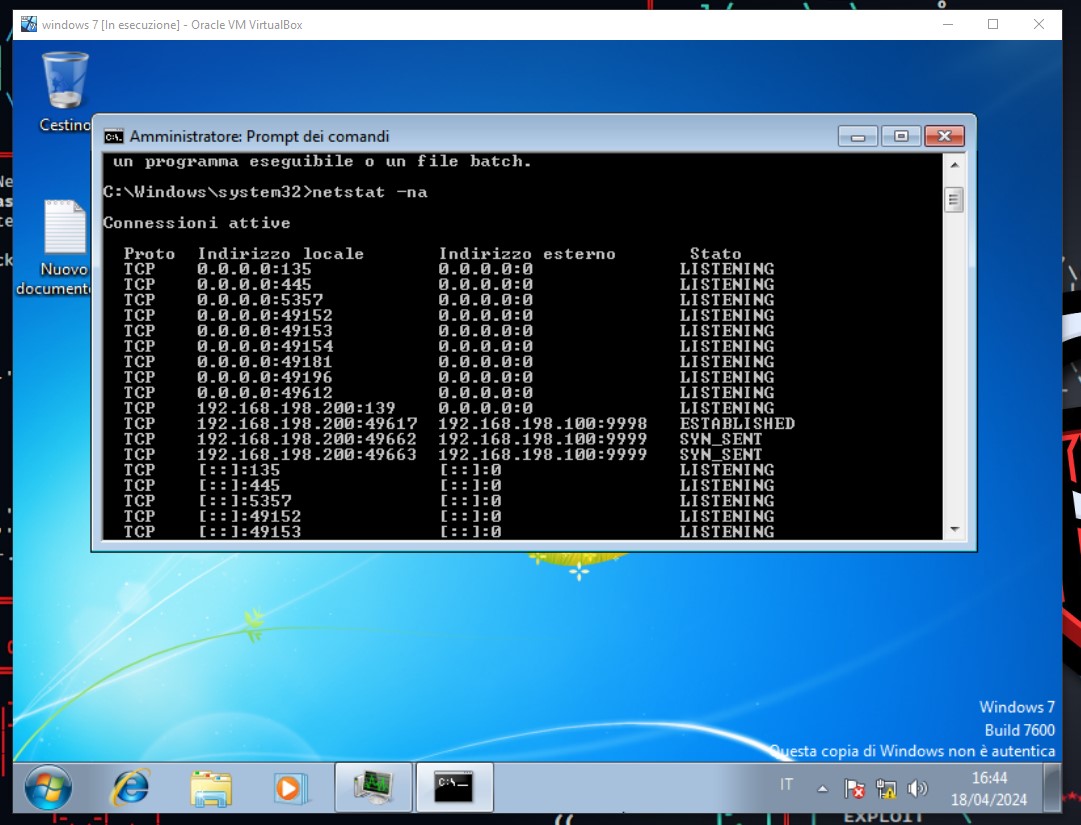 windows 7 [In esecuzione] - Oracle VM VirtualBox
Cestino
Amministratore: Prompt dei comandi
un programma eseguibile o un file batch.
C:\Windows\system32>netstat -na
Connessioni attive
Proto Indirizzo locale Indirizzo esterno Stato
TCP 0.0.0.0:135 0.0.0.0:0 LISTENING
TCP 0.0.0.0:445 0.0.0.0:0 LISTENING
TCP 0.0.0.0:5357 0.0.0.0:0 LISTENING
TCP 0.0.0.0:49152 0.0.0.0:0 LISTENING
TCP 0.0.0.0:49153 0.0.0.0:0 LISTENING
TCP 0.0.0.0:49154 0.0.0.0:0 LISTENING
TCP 0.0.0.0:49181 0.0.0.0:0 LISTENING
TCP 0.0.0.0:49196 0.0.0.0:0 LISTENING
TCP 0.0.0.0:49612 0.0.0.0:0 LISTENING
TCP 192.168.198.200:139 0.0.0.0:0 LISTENING
TCP 192.168.198.200:49617 192.168.198.100:9998 ESTABLISHED
TCP 192.168.198.200:49662 192.168.198.100:9999 SYN_SENT
TCP 192.168.198.200:49663 192.168.198.100:9999 SYN_SENT
TCP [::]:135 [::]:0 LISTENING
TCP [::]:445 [::]:0 LISTENING
TCP [::]:5357 [::]:0 LISTENING
TCP [::]:49152 [::]:0 LISTENING
TCP [::]:49153 [::]:0 LISTENING
Nuovo
document
Windows 7
Build 7600
Questa copia di Windows non è autentica
IT
16:44
18/04/2024
EXPLOIT